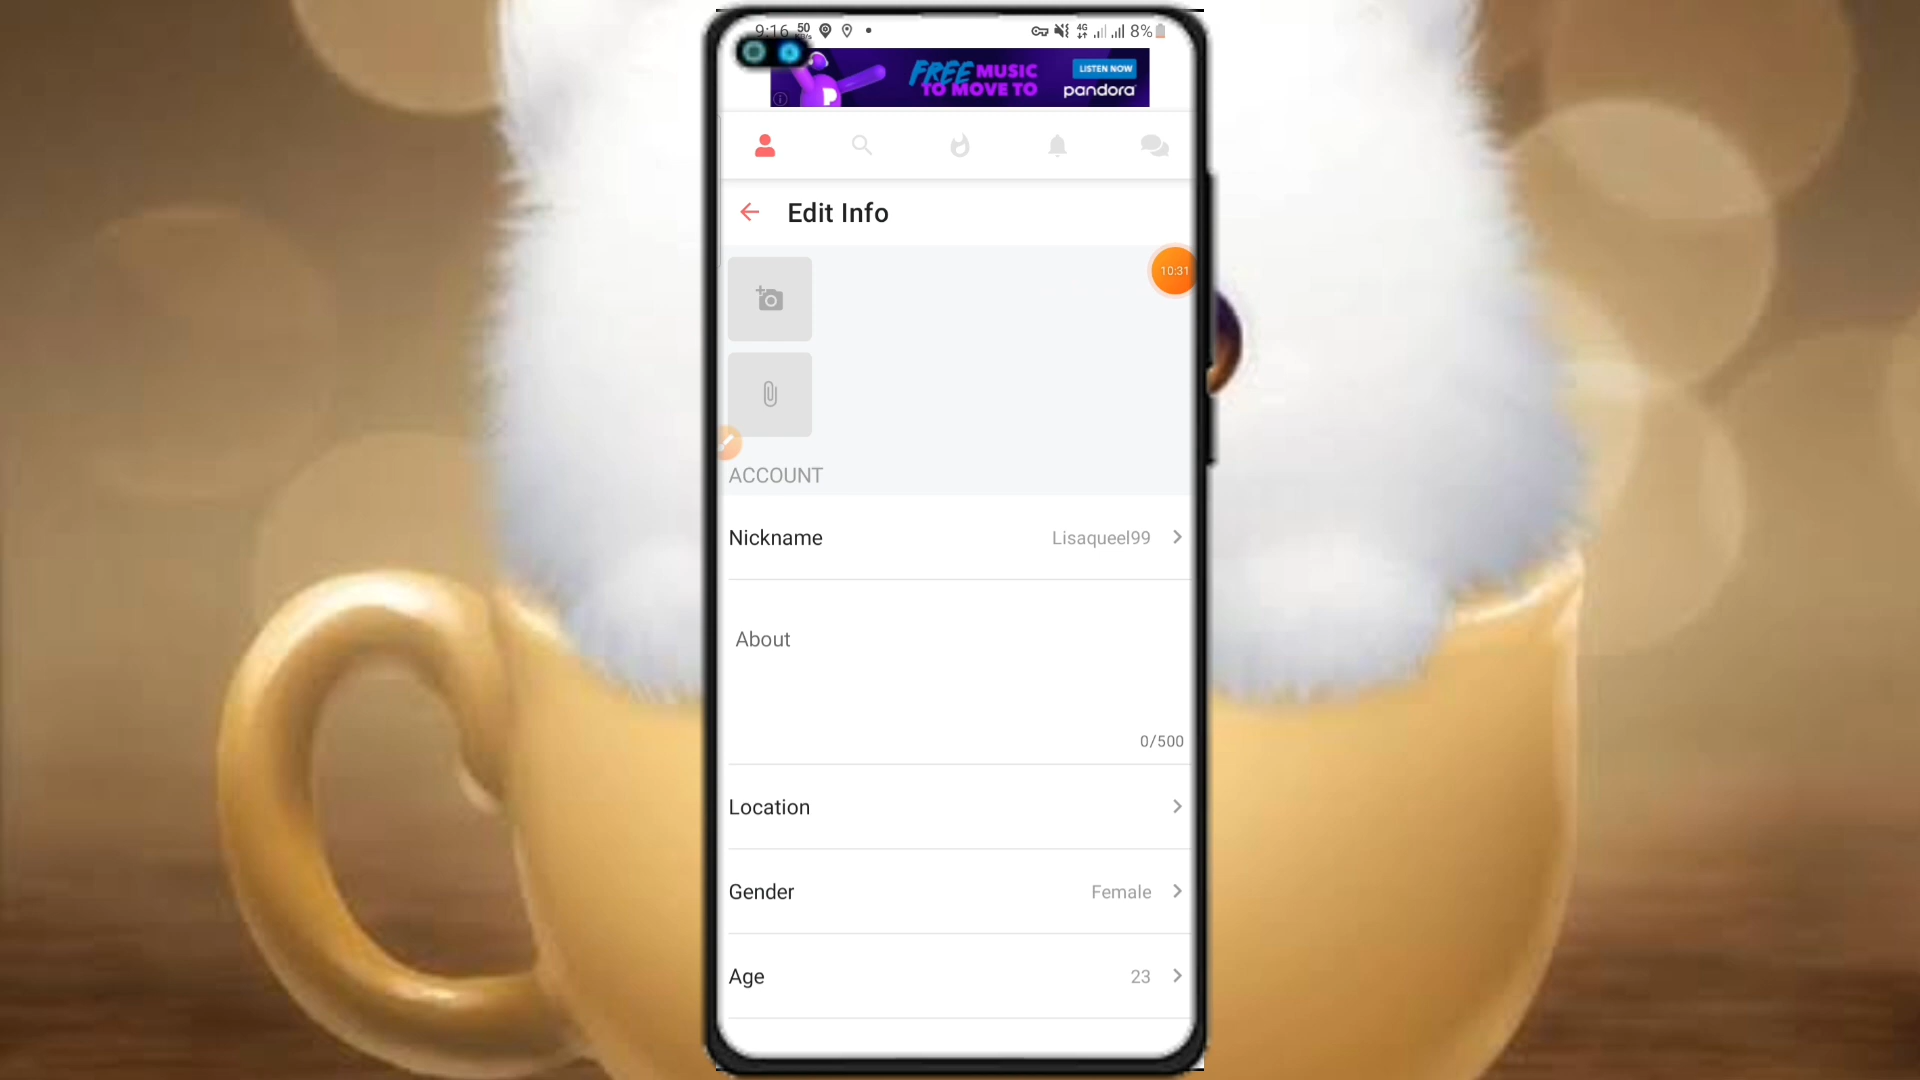 9:16 50 8%
FREE MUSIC
TO MOVE TO
LISTEN NOW
pandora
Edit Info
10:31
ACCOUNT
Nickname Lisaqueel99
About
0/500
Location
Gender Female
Age 23